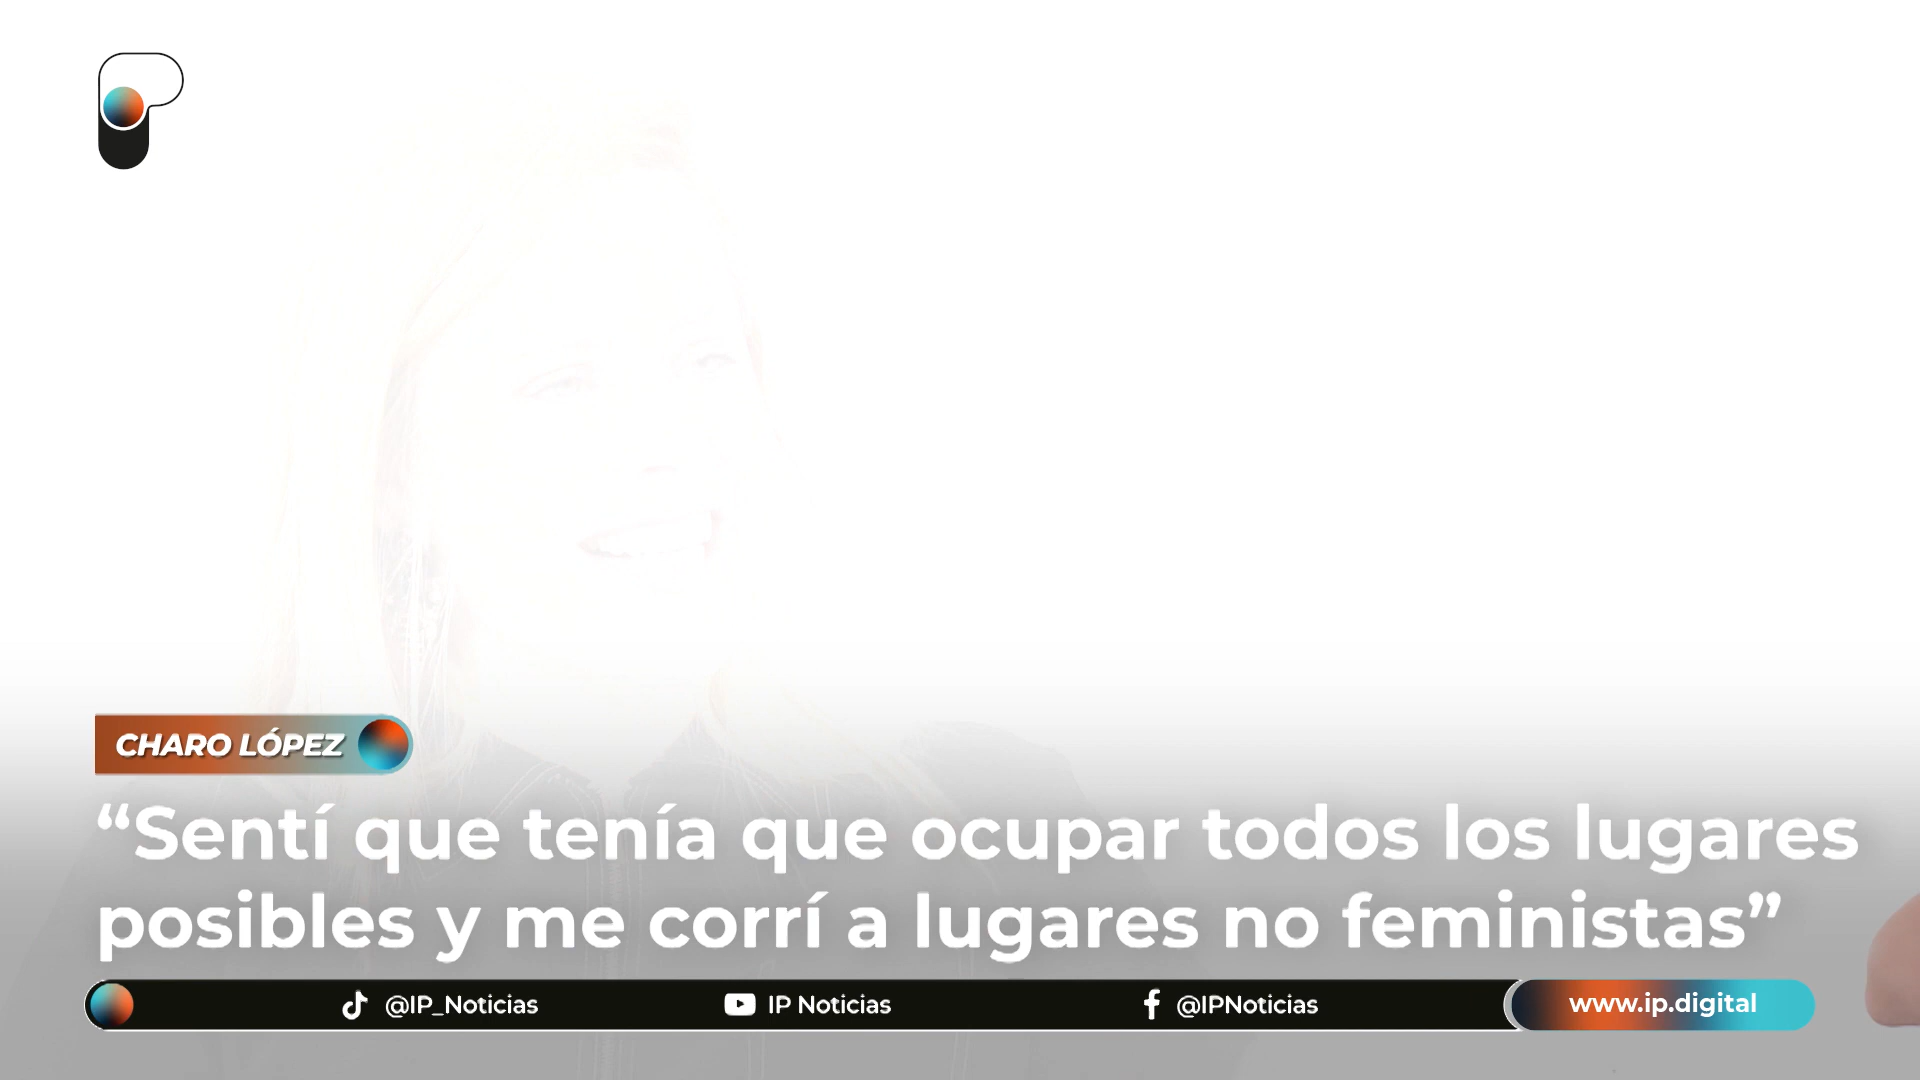 CHARO LÓPEZ
“Sentí que tenía que ocupar todos los lugares
posibles y me corrí a lugares no feministas”
@IP_Noticias
IP Noticias
@IPNoticias
www.ip.digital